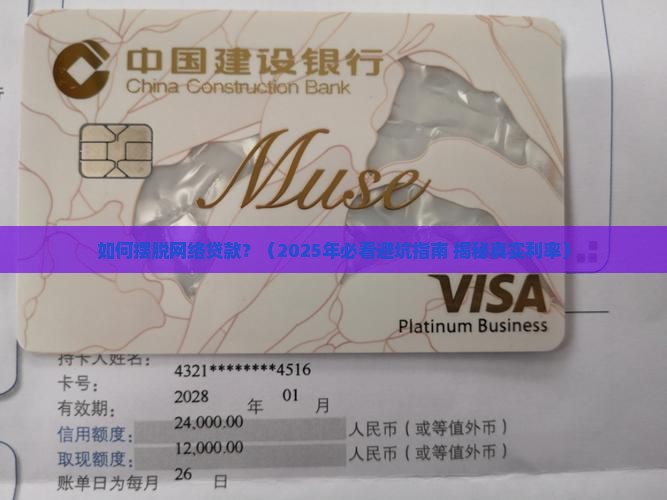 中国建设银行
China Construction Bank
Muse
如何摆脱网络贷款？（2025年必看避坑指南 揭秘真实利率）
VISA
Platinum Business
持卡人姓名：
卡号： 4321********4516
有效期： 2028 年 01 月
信用额度： 24,000.00 人民币（或等值外币）
取现额度： 12,000.00 人民币（或等值外币）
账单日为每月 26 日